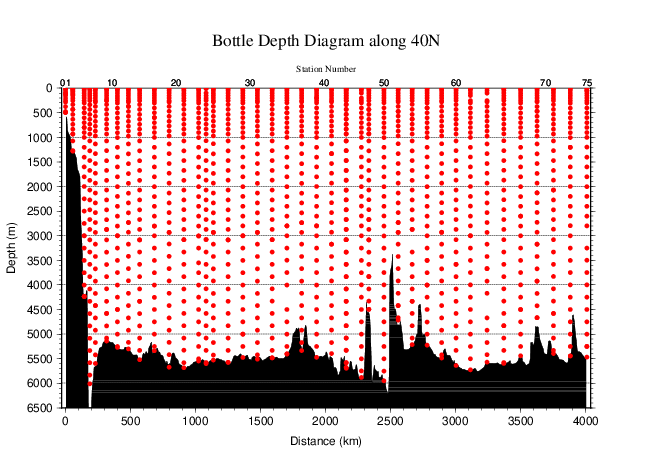 Bottle Depth Diagram along 40N
Station Number
01 10 20 30 40 50 60 70 75
0
500
1000
1500
2000
2500
3000
3500
4000
4500
5000
5500
6000
6500
Depth (m)
0 500 1000 1500 2000 2500 3000 3500 4000
Distance (km)